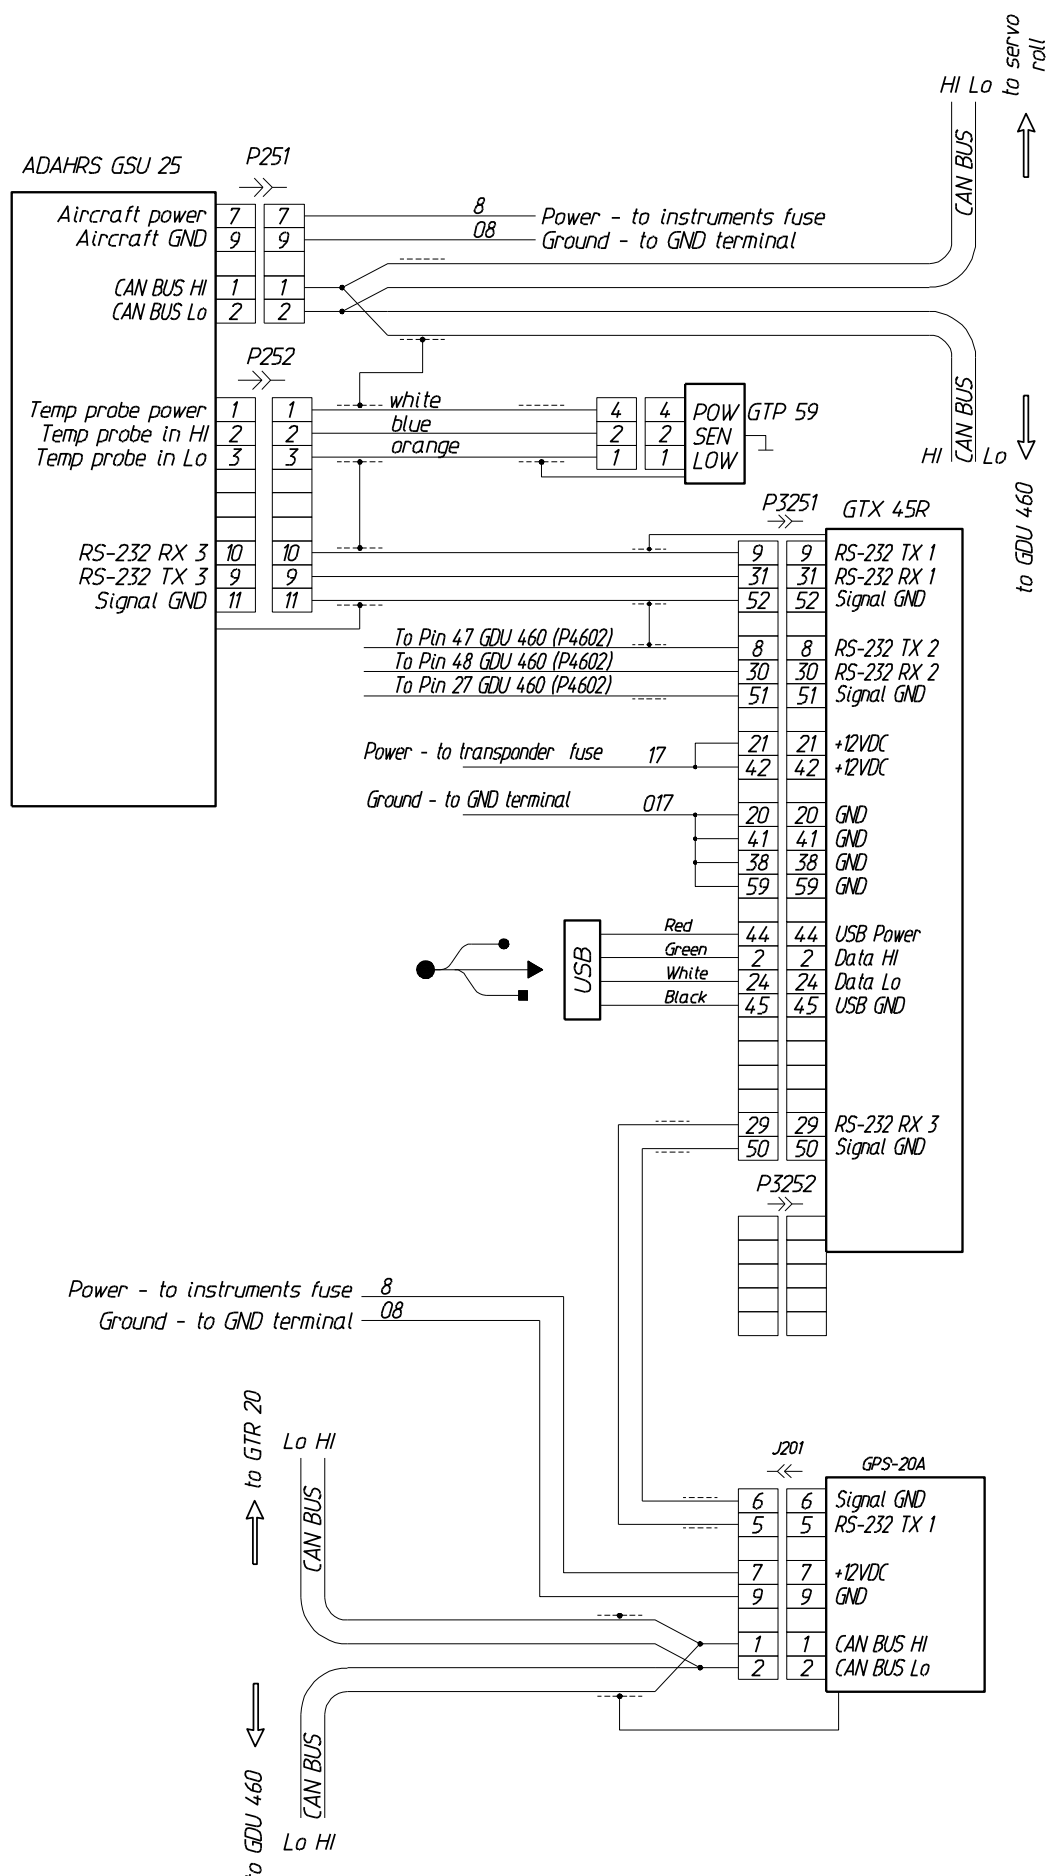 to servo
roll
HI Lo
CAN BUS
ADAHRS GSU 25
P251
Aircraft power 7 7 8 Power - to instruments fuse
Aircraft GND 9 9 08 Ground - to GND terminal
CAN BUS HI 1 1
CAN BUS Lo 2 2
P252
Temp probe power 1 1 white 4 4 POW GTP 59
Temp probe in HI 2 2 blue 2 2 SEN
Temp probe in Lo 3 3 orange 1 1 LOW
CAN BUS
HI Lo
to GDU 460
P3251
GTX 45R
RS-232 RX 3 10 10 9 9 RS-232 TX 1
RS-232 TX 3 9 9 31 31 RS-232 RX 1
Signal GND 11 11 52 52 Signal GND
To Pin 47 GDU 460 (P4602) 8 8 RS-232 TX 2
To Pin 48 GDU 460 (P4602) 30 30 RS-232 RX 2
To Pin 27 GDU 460 (P4602) 51 51 Signal GND
Power - to transponder fuse 17 21 21 +12VDC
42 42 +12VDC
Ground - to GND terminal 017 20 20 GND
41 41 GND
38 38 GND
59 59 GND
USB
Red 44 44 USB Power
Green 2 2 Data HI
White 24 24 Data Lo
Black 45 45 USB GND
29 29 RS-232 RX 3
50 50 Signal GND
P3252
Power - to instruments fuse 8
Ground - to GND terminal 08
to GTR 20
Lo HI
CAN BUS
J201
GPS-20A
6 6 Signal GND
5 5 RS-232 TX 1
7 7 +12VDC
9 9 GND
1 1 CAN BUS HI
2 2 CAN BUS Lo
CAN BUS
to GDU 460
Lo HI